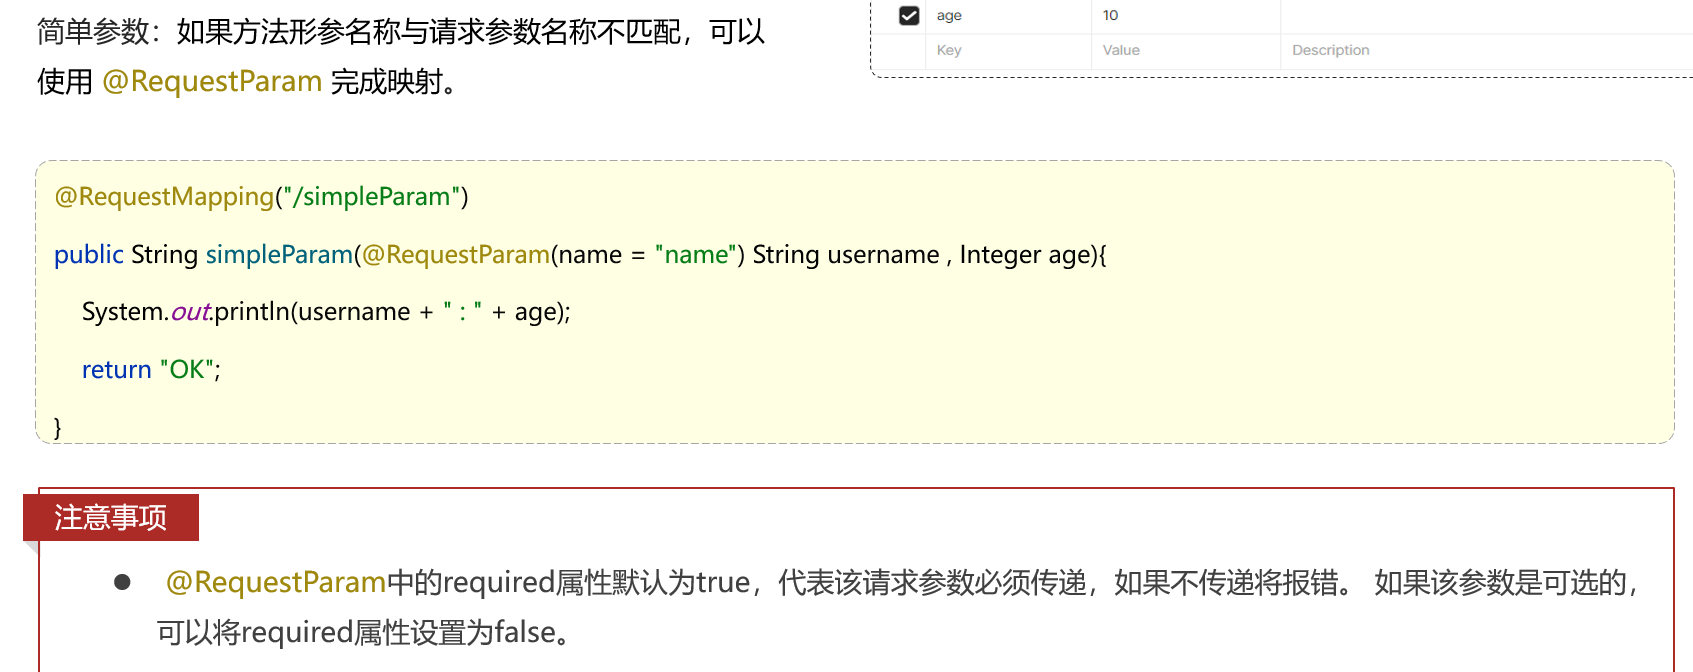 简单参数：如果方法形参名称与请求参数名称不匹配，可以
使用 @RequestParam 完成映射。
age 10
Key Value Description
@RequestMapping("/simpleParam")
public String simpleParam(@RequestParam(name = "name") String username , Integer age){
System.out.println(username + " : " + age);
return "OK";
}
注意事项
● @RequestParam中的required属性默认为true，代表该请求参数必须传递，如果不传递将报错。 如果该参数是可选的，
可以将required属性设置为false。